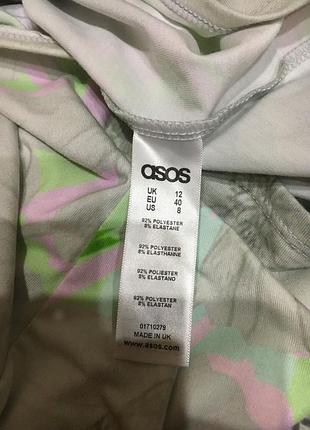 asos
UK 12
EU 40
US 8
92% POLYESTER
8% ELASTANE
92% POLYESTER
8% ELASTHANNE
92% POLIESTER
8% ELASTANO
92% POLYESTER
8% ELASTAN
01710279
MADE IN UK
www.asos.com